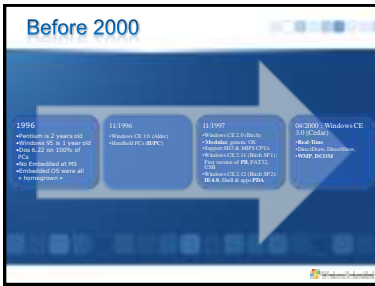 Before 2000
1996
•Pentium is 2 years old
•Windows 95 is 1 year old
•Dos 6.22 on 100% of
PCs
•No Embedded at MS
•Embedded OS were all
« homegrown »
11/1996
•Windows CE 1.0 (Alder)
•Handheld PCs (H/PC)
11/1997
•Windows CE 2.0 (Birch)
•Modular, generic OS
•Support SH3 & MIPS CPUs
•Windows CE 2.11 (Birch SP1):
First version of PB, FAT32,
USB
•Windows CE 2.12 (Birch SP2):
IE4.0, Shell & apps PDA
04/2000 : Windows CE
3.0 (Cedar)
•Real-Time
•DirectDraw, DirectShow,
•WMP, DCOM
Windows Embedded